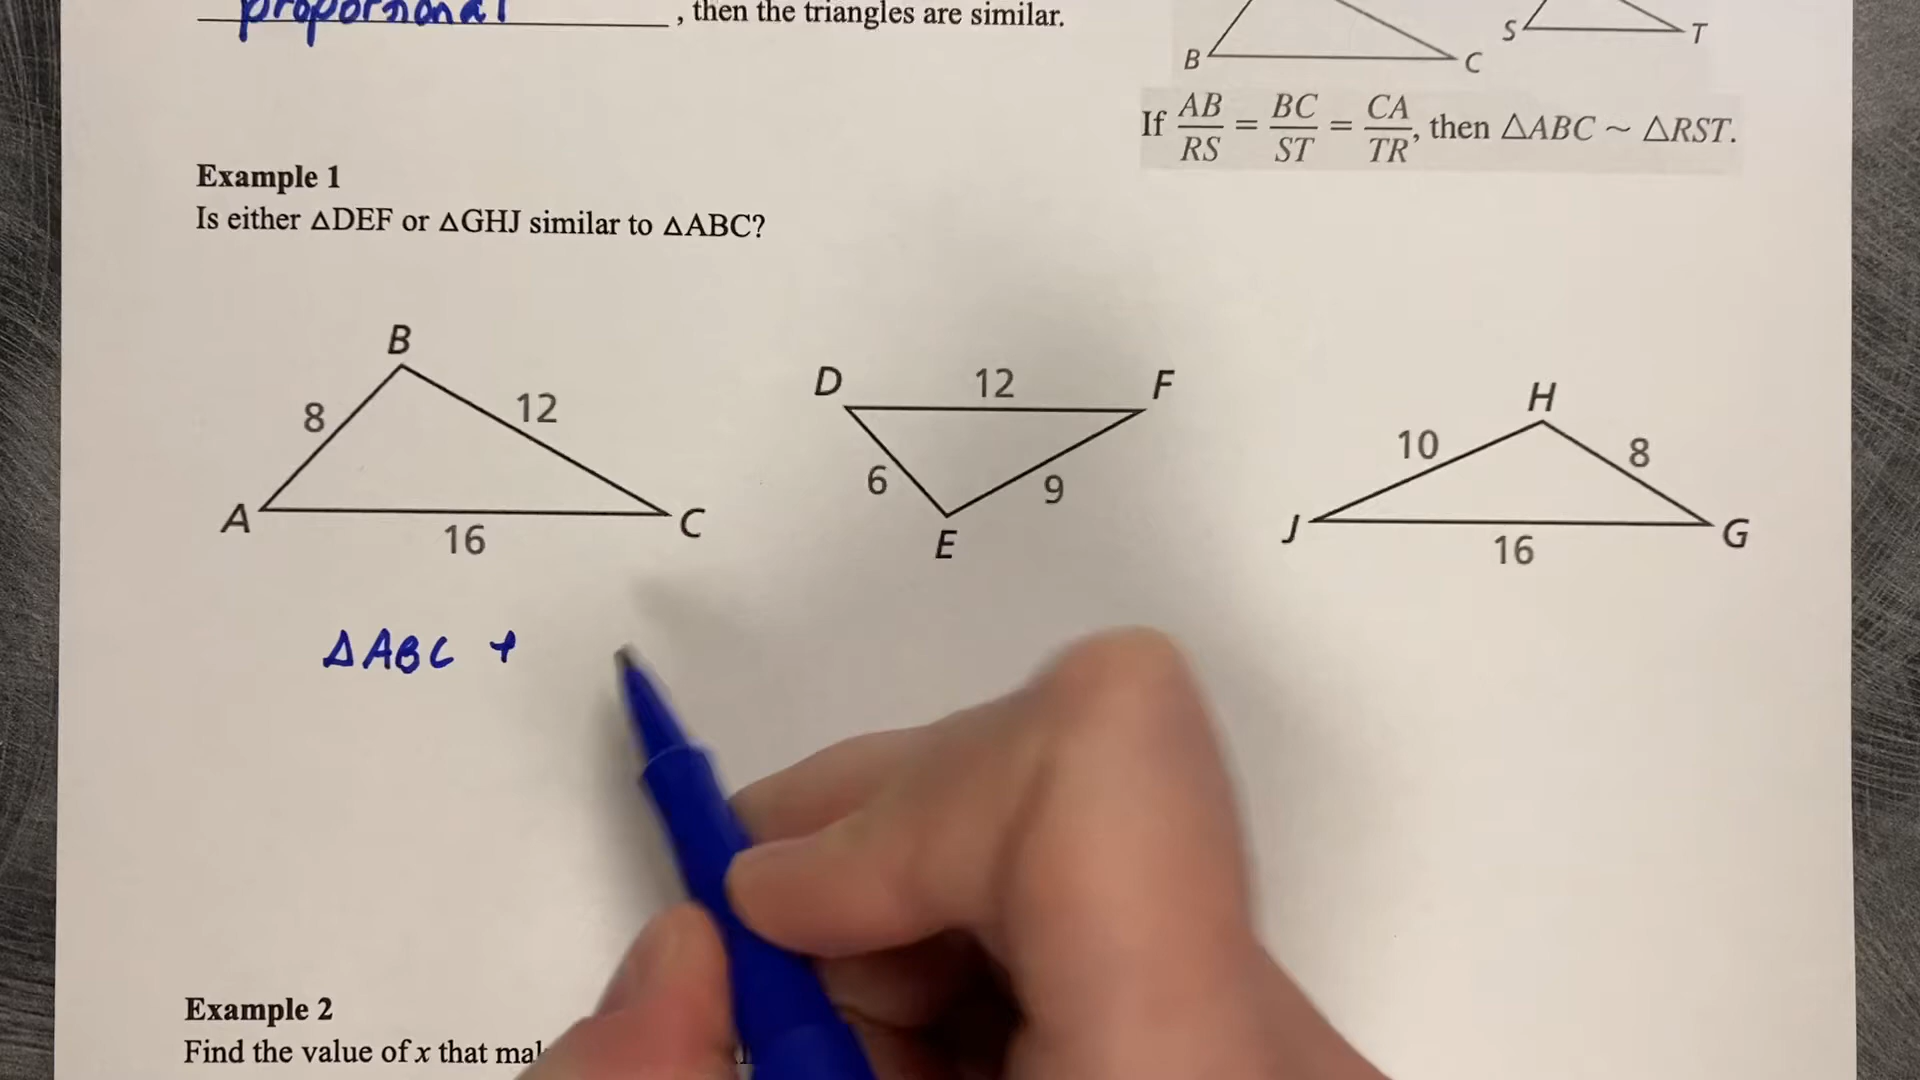 proportional, then the triangles are similar.
S T
B C
If AB/RS = BC/ST = CA/TR, then △ABC ~ △RST.
Example 1
Is either △DEF or △GHJ similar to △ABC?
B
8 12
A C
16
D 12 F
6 9
E
H
10 8
J G
16
△ABC +
Example 2
Find the value of x that